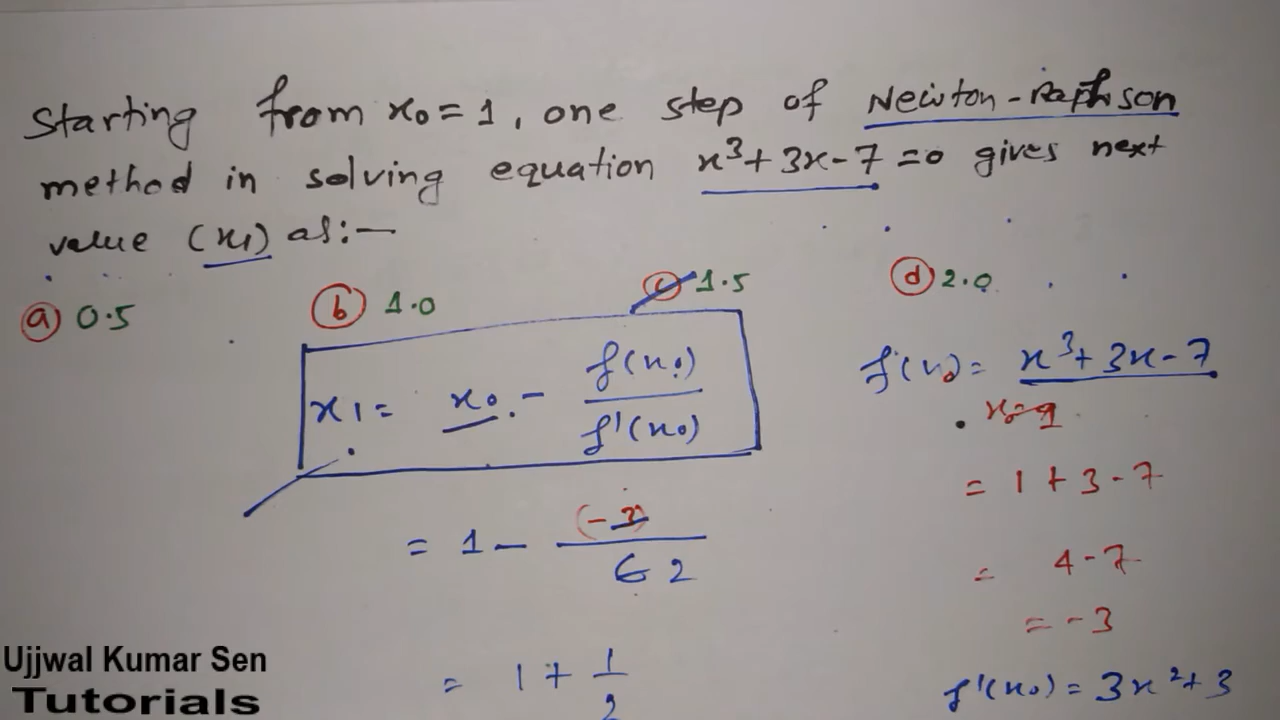 Starting from x₀ = 1, one step of Newton-Raphson
method in solving equation x³ + 3x - 7 = 0 gives next
value (x₁) as:-
(a) 0.5 (b) 1.0 (c) 1.5 (d) 2.0
x₁ = x₀ - f(x₀) / f'(x₀)
= 1 - (-3) / 6 2
= 1 + 1/2
f(x₀) = x³ + 3x - 7
x₀=1
= 1 + 3 - 7
= 4 - 7
= -3
f'(x₀) = 3x² + 3
Ujjwal Kumar Sen
Tutorials